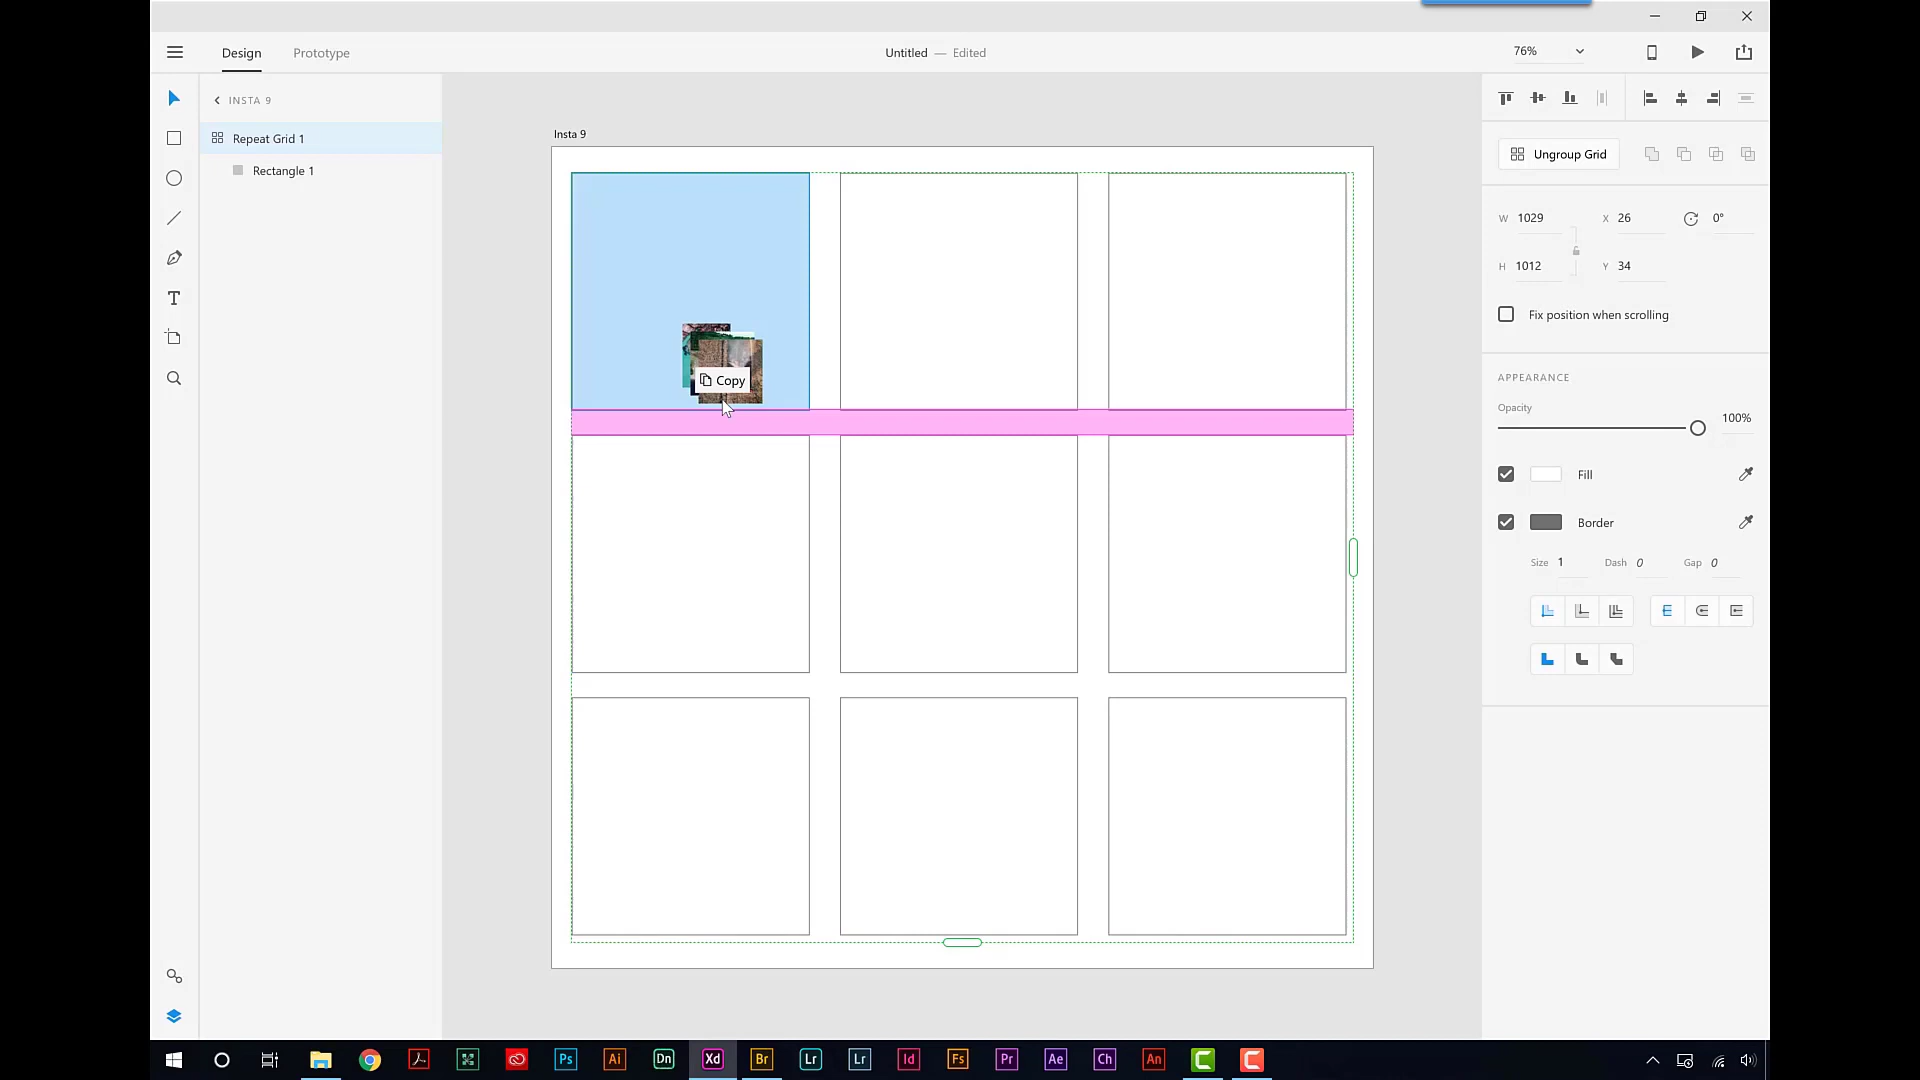 Design Prototype Untitled — Edited 76%
INSTA 9
Repeat Grid 1
Rectangle 1
Insta 9
Copy
Ungroup Grid
W 1029 X 26 0°
H 1012 Y 34
Fix position when scrolling
APPEARANCE
Opacity
100%
Fill
Border
Size 1 Dash 0 Gap 0
Ps Ai Dn Xd Br Lr Lr Id Fs Pr Ae Ch An